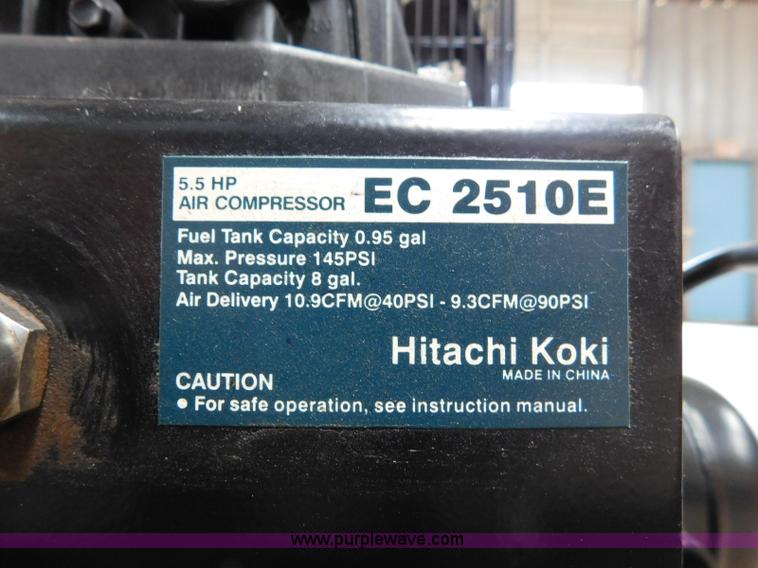 5.5 HP
AIR COMPRESSOR EC 2510E
Fuel Tank Capacity 0.95 gal
Max. Pressure 145PSI
Tank Capacity 8 gal.
Air Delivery 10.9CFM@40PSI - 9.3CFM@90PSI
Hitachi Koki
MADE IN CHINA
CAUTION
● For safe operation, see instruction manual.
www.purplewave.com